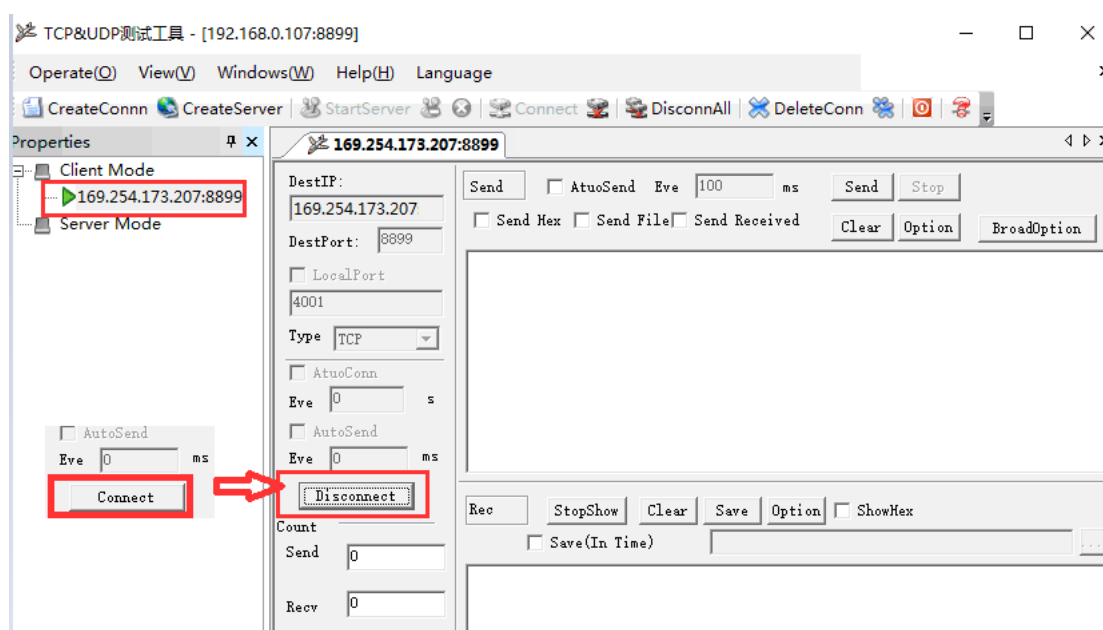 TCP&UDP测试工具 - [192.168.0.107:8899]
Operate(O) View(V) Windows(W) Help(H) Language
CreateConnn CreateServer StartServer Connect DisconnAll DeleteConn
Properties
Client Mode
169.254.173.207:8899
Server Mode
AutoSend
Eve 0 ms
Connect
169.254.173.207:8899
DestIP:
169.254.173.207
DestPort: 8899
LocalPort
4001
Type TCP
AtuoConn
Eve 0 s
AutoSend
Eve 0 ms
Disconnect
Count
Send 0
Recv 0
Send AtuoSend Eve 100 ms Send Stop
Send Hex Send File Send Received Clear Option BroadOption
Rec StopShow Clear Save Option ShowHex
Save(In Time) ...